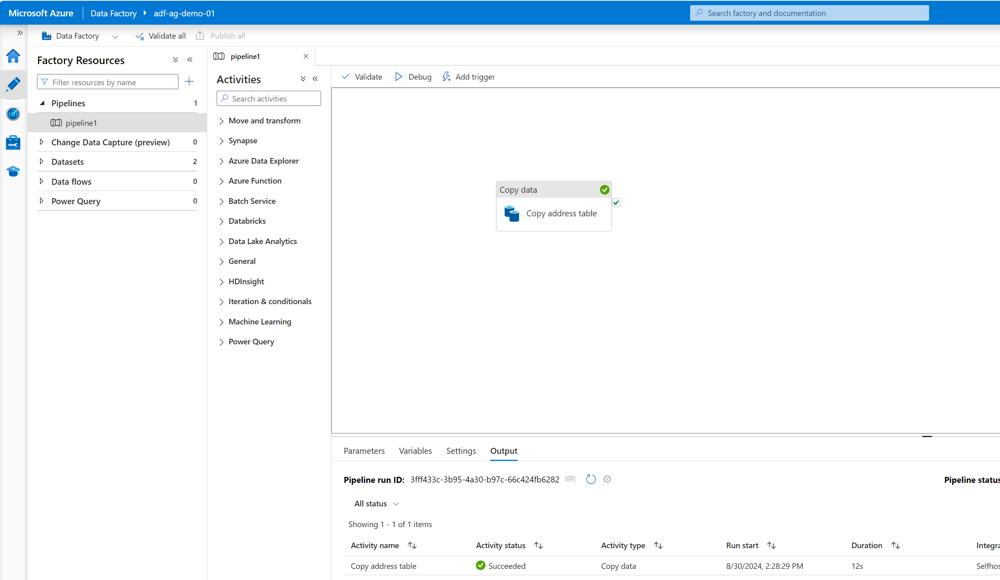 Microsoft Azure Data Factory adf-ag-demo-01 Search factory and documentation
Data Factory Validate all Publish all
Factory Resources
Filter resources by name
Pipelines 1
pipeline1
Change Data Capture (preview) 0
Datasets 2
Data flows 0
Power Query 0
pipeline1
Activities
Search activities
Move and transform
Synapse
Azure Data Explorer
Azure Function
Batch Service
Databricks
Data Lake Analytics
General
HDInsight
Iteration & conditionals
Machine Learning
Power Query
Validate Debug Add trigger
Copy data
Copy address table
Parameters Variables Settings Output
Pipeline run ID: 3fff433c-3b95-4a30-b97c-66c424fb6282 [@] Pipeline status
All status
Showing 1 - 1 of 1 items
Activity name Activity status Activity type Run start Duration Integra
Copy address table Succeeded Copy data 8/30/2024, 2:28:29 PM 12s Selfhos